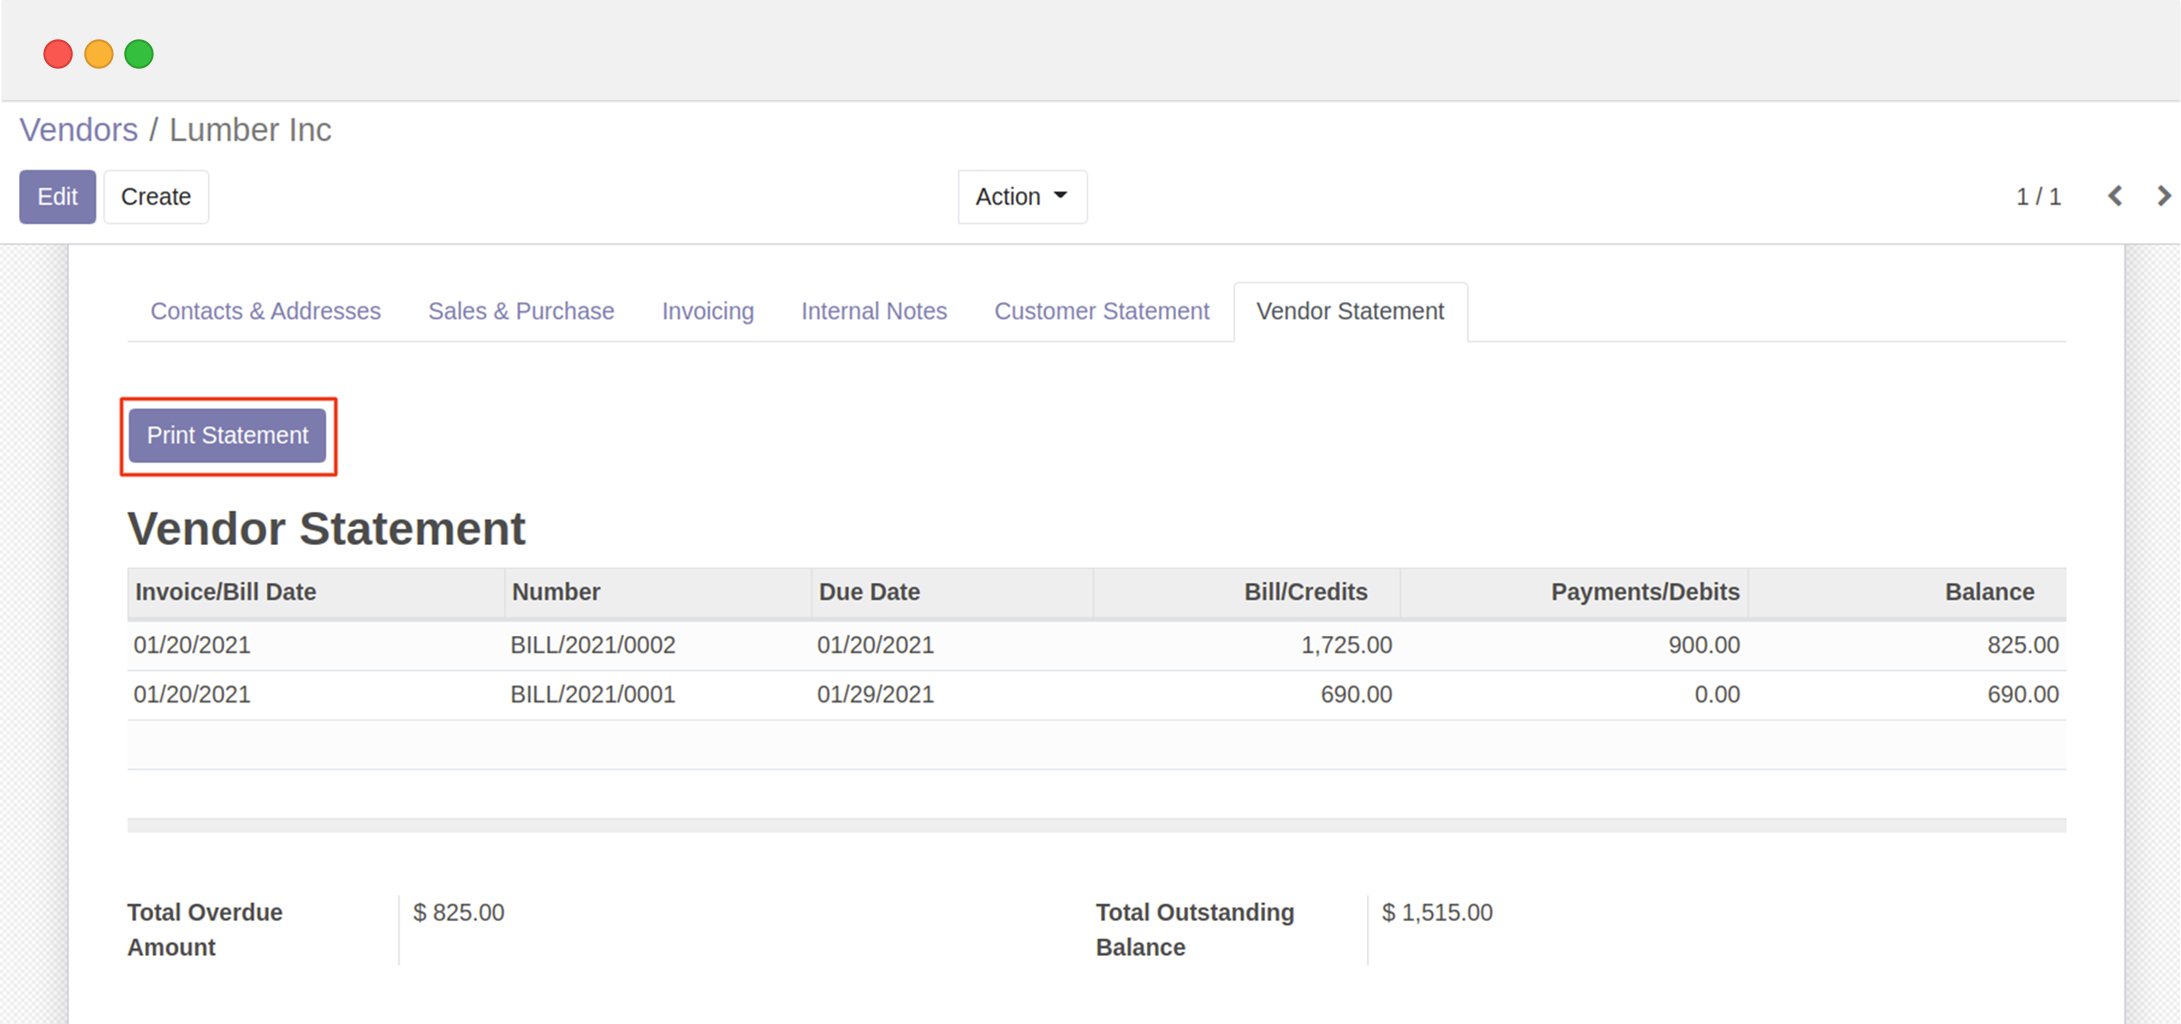 Vendors / Lumber Inc
Edit Create Action 1 / 1
Contacts & Addresses Sales & Purchase Invoicing Internal Notes Customer Statement Vendor Statement
Print Statement
Vendor Statement
Invoice/Bill Date Number Due Date Bill/Credits Payments/Debits Balance
01/20/2021 BILL/2021/0002 01/20/2021 1,725.00 900.00 825.00
01/20/2021 BILL/2021/0001 01/29/2021 690.00 0.00 690.00
Total Overdue Amount $ 825.00
Total Outstanding Balance $ 1,515.00